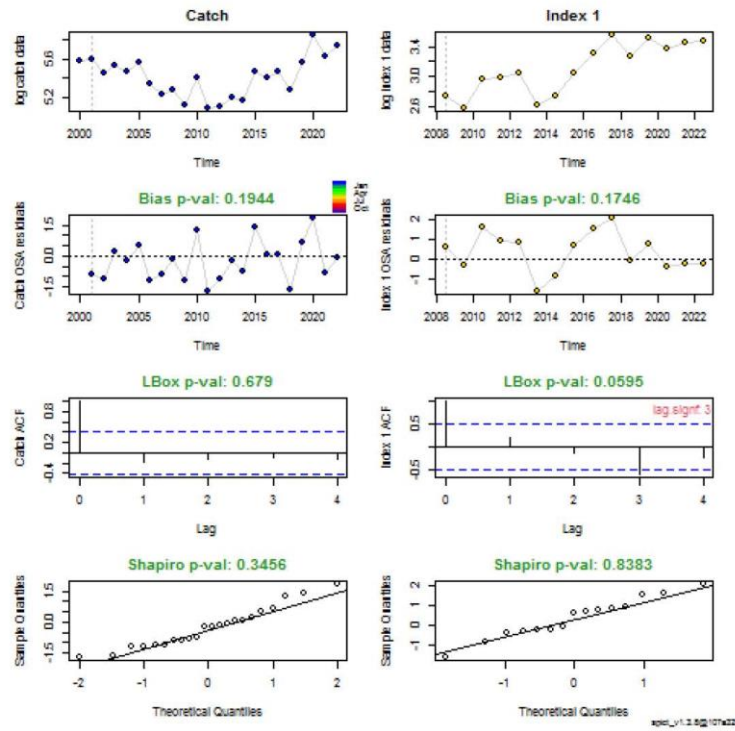 Catch
Index 1
log catch data
5.2 5.6
2000 2005 2010 2015 2020
Time
log index 1 data
2.6 3.0 3.4
2008 2010 2012 2014 2016 2018 2020 2022
Time
Bias p-val: 0.1944
Bias p-val: 0.1746
Catch OSA residuals
-1.5 0.0 1.5
2000 2005 2010 2015 2020
Time
Index 1 OSA residuals
-1 0 1 2
2008 2010 2012 2014 2016 2018 2020 2022
Time
LBox p-val: 0.679
LBox p-val: 0.0595
Catch ACF
-0.4 0.2 0.8
0 1 2 3 4
Lag
Index 1 ACF
-0.5 0.5
lag.signf: 3
0 1 2 3 4
Lag
Shapiro p-val: 0.3456
Shapiro p-val: 0.8383
Sample Quantiles
-1.5 0.0 1.5
-2 -1 0 1 2
Theoretical Quantiles
Sample Quantiles
-1 1 2
-1 0 1
Theoretical Quantiles